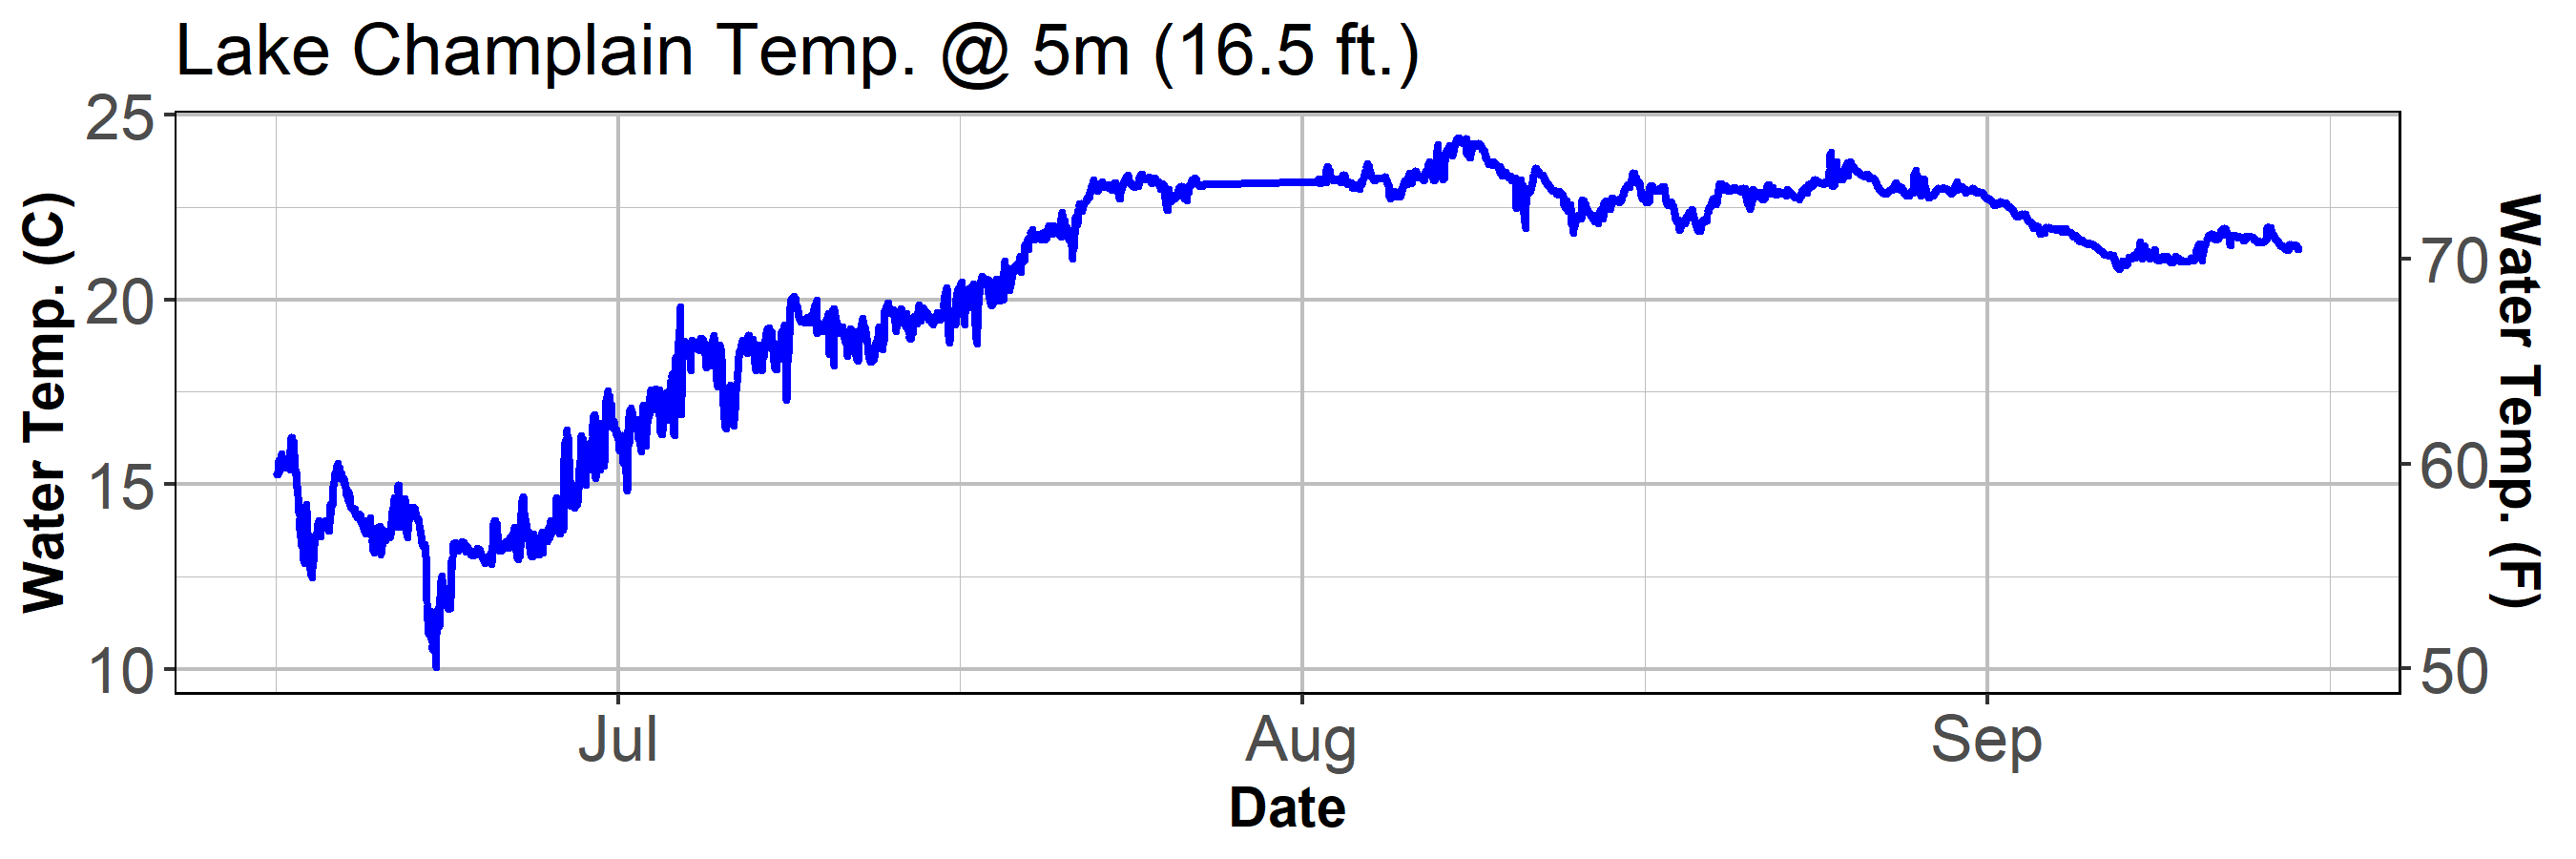 Lake Champlain Temp. @ 5m (16.5 ft.)
25
20
15
10
Water Temp. (C)
70
60
50
Water Temp. (F)
Jul Aug Sep
Date